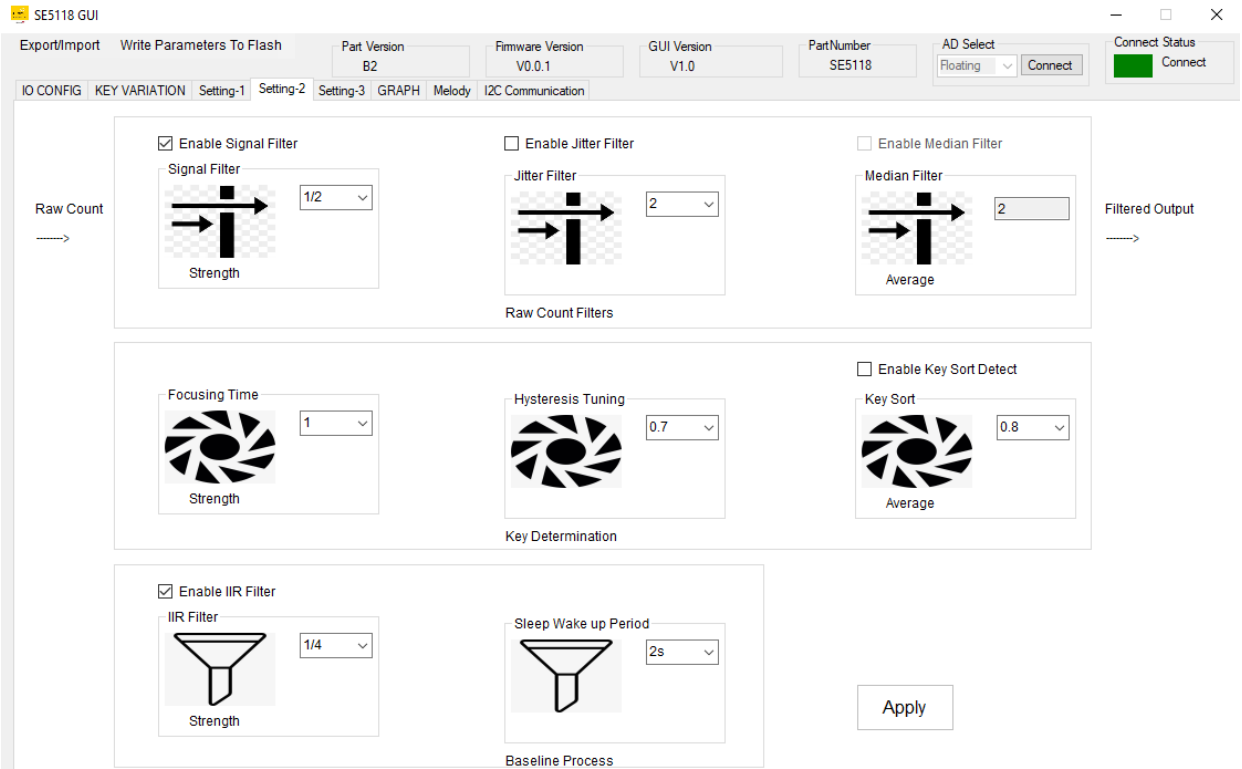 SE5118 GUI
Export/Import Write Parameters To Flash
Part Version
B2
Firmware Version
V0.0.1
GUI Version
V1.0
PartNumber
SE5118
AD Select
Floating Connect
Connect Status
Connect
IO CONFIG KEY VARIATION Setting-1 Setting-2 Setting-3 GRAPH Melody I2C Communication
Raw Count
-------->
Enable Signal Filter
Signal Filter
1/2
Strength
Enable Jitter Filter
Jitter Filter
2
Enable Median Filter
Median Filter
2
Average
Raw Count Filters
Filtered Output
-------->
Focusing Time
1
Strength
Hysteresis Tuning
0.7
Enable Key Sort Detect
Key Sort
0.8
Average
Key Determination
Enable IIR Filter
IIR Filter
1/4
Strength
Sleep Wake up Period
2s
Baseline Process
Apply